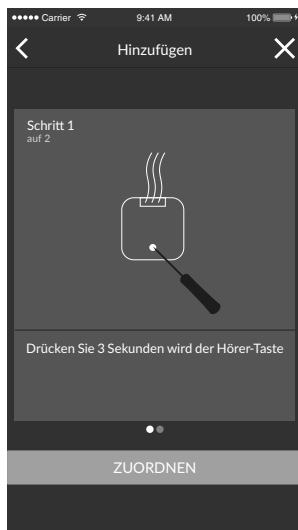 Carrier 9:41 AM 100%
Hinzufügen
Schritt 1
auf 2
Drücken Sie 3 Sekunden wird der Hörer-Taste
ZUORDNEN